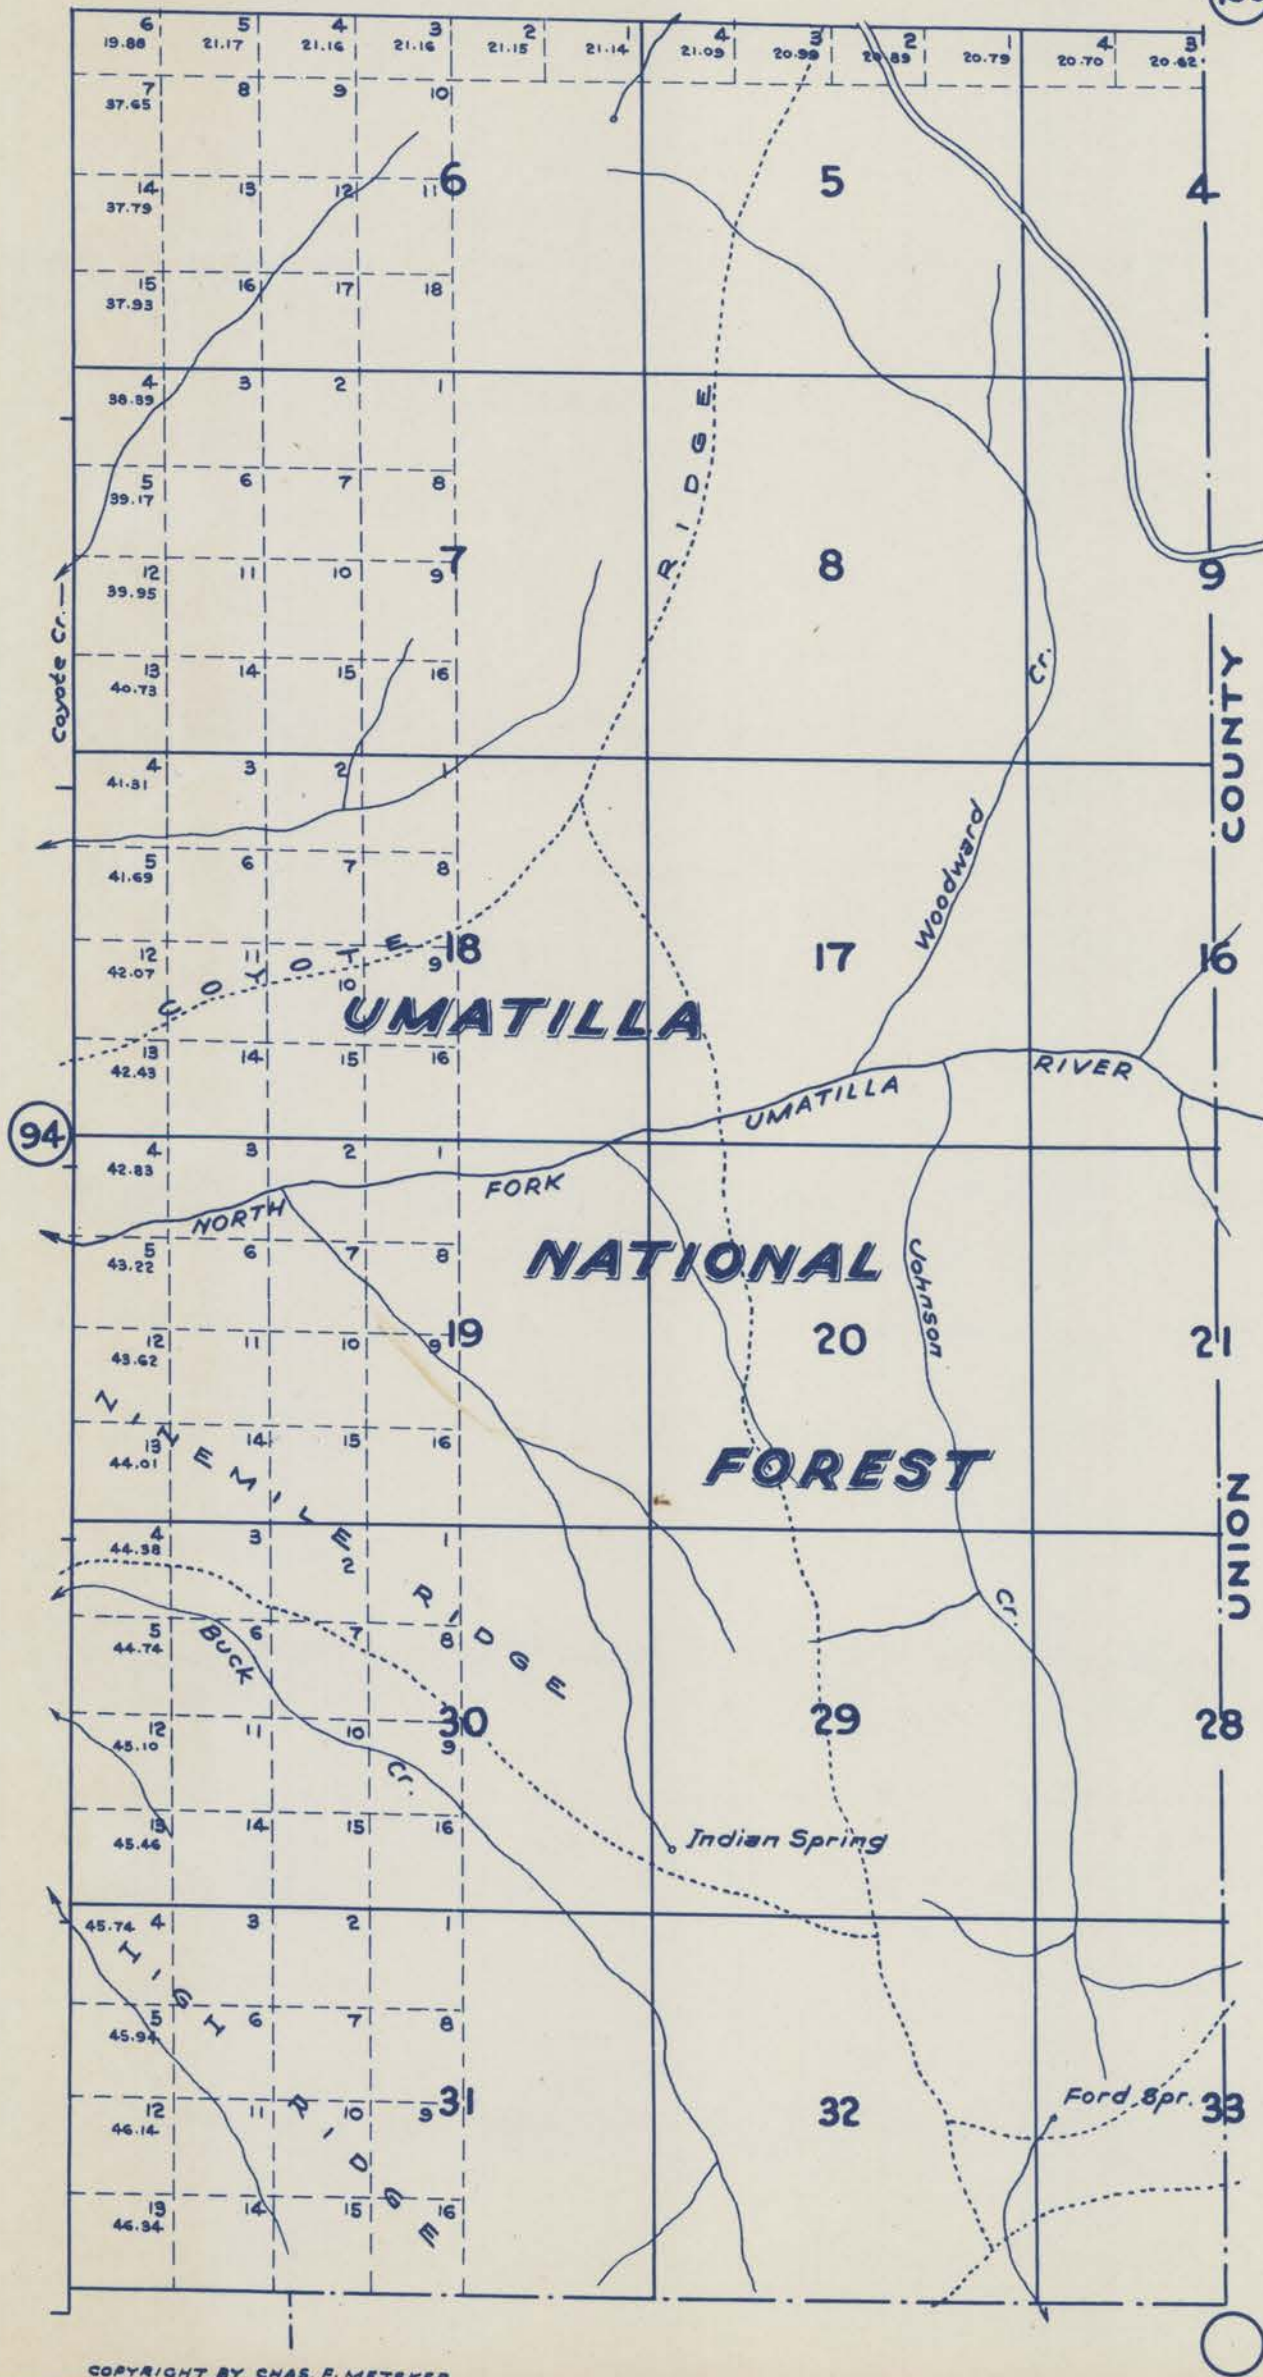 6 5 4 3 2 1 4 3 2 1 4 3
19.88 21.17 21.16 21.16 21.15 21.14 21.09 20.99 20.89 20.79 20.70 20.62
7 8 9 10
37.65
6 5 4
14 13 12 11
37.79
15 16 17 18
37.93
4 3 2 1
38.39
RIDGE
5 6 7 8
39.17
7 8 9
12 11 10 9
39.95
Coyote Cr.
13 14 15 16
40.73
Cr.
COUNTY
4 3 2 1
41.31
5 6 7 8
41.69
Woodward
12 11 10 9
42.07
18 17 16
COYOTE
UMATILLA
13 14 15 16
42.43
UMATILLA RIVER
94
4 3 2 1
42.83
NORTH FORK
5 6 7 8
43.22
NATIONAL
Johnson
12 11 10 9
43.62
19 20 21
NINEMILE RIDGE
13 14 15 16
44.01
FOREST
UNION
4 3 2 1
44.38
Cr.
5 6 7 8
44.74
Buck Cr.
12 11 10 9
45.10
30 29 28
13 14 15 16
45.46
Indian Spring
4 3 2 1
45.74
HIGH RIDGE
5 6 7 8
45.94
12 11 10 9
46.14
31 32 33
Ford Spr.
13 14 15 16
46.34
COPYRIGHT BY CHAS. F. METSKER